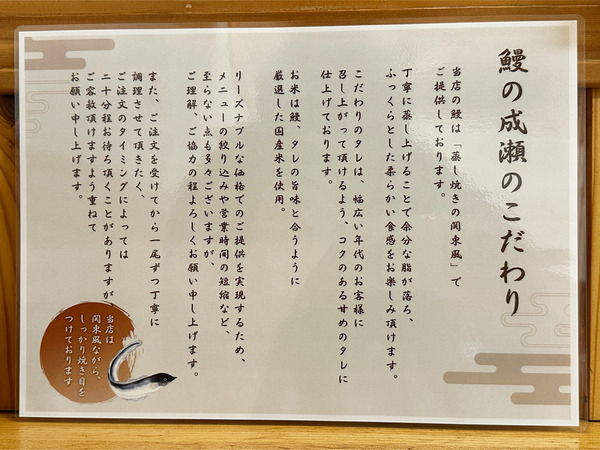 鰻の成瀬のこだわり
当店の鰻は「蒸し焼きの関東風」で
ご提供しております。
丁寧に蒸し上げることで余分な脂が落ち、
ふっくらとした柔らかい食感をお楽しみ頂けます。
こだわりのタレは、幅広い年代のお客様に
召し上がって頂けるよう、コクのある甘めのタレに
仕上げております。
お米は鰻、タレの旨味と合うように
厳選した国産米を使用。
リーズナブルな価格でのご提供を実現するため、
メニューの絞り込みや営業時間の短縮など、
至らない点も多々ございますが、
ご理解、ご協力の程よろしくお願い申し上げます。
また、ご注文を受けてから一尾ずつ丁寧に
調理させて頂きたく、
ご注文のタイミングによっては
二十分程お待ち頂くことがありますが
ご容赦頂けますよう重ねて
お願い申し上げます。
当店は
関東風ながら、
しっかり焼き目を
つけております